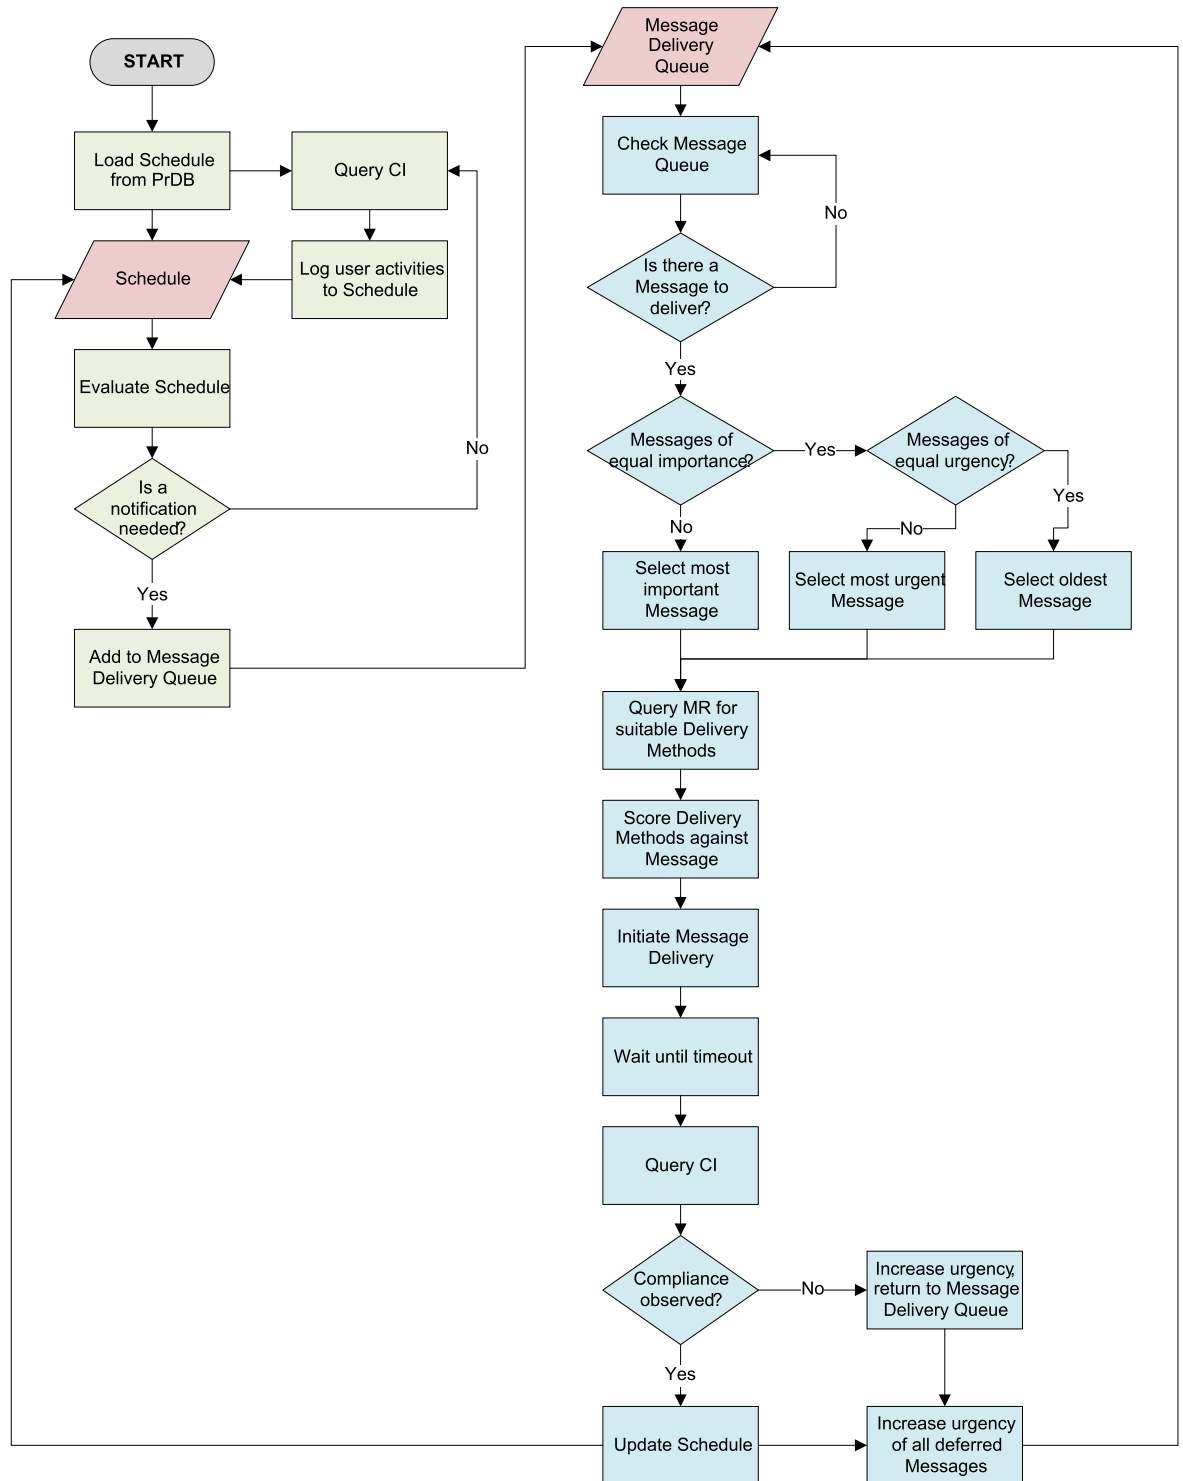 START
Load Schedule
from PrDB
Query CI
Schedule
Log user activities
to Schedule
Evaluate Schedule
No
Is a
notification
needed?
Yes
Add to Message
Delivery Queue
Message
Delivery
Queue
Check Message
Queue
No
Is there a
Message to
deliver?
Yes
Messages of
equal importance?
Yes
Messages of
equal urgency?
Yes
No
No
Select most
important
Message
Select most urgent
Message
Select oldest
Message
Query MR for
suitable Delivery
Methods
Score Delivery
Methods against
Message
Initiate Message
Delivery
Wait until timeout
Query CI
Compliance
observed?
No
Increase urgency,
return to Message
Delivery Queue
Yes
Update Schedule
Increase urgency
of all deferred
Messages